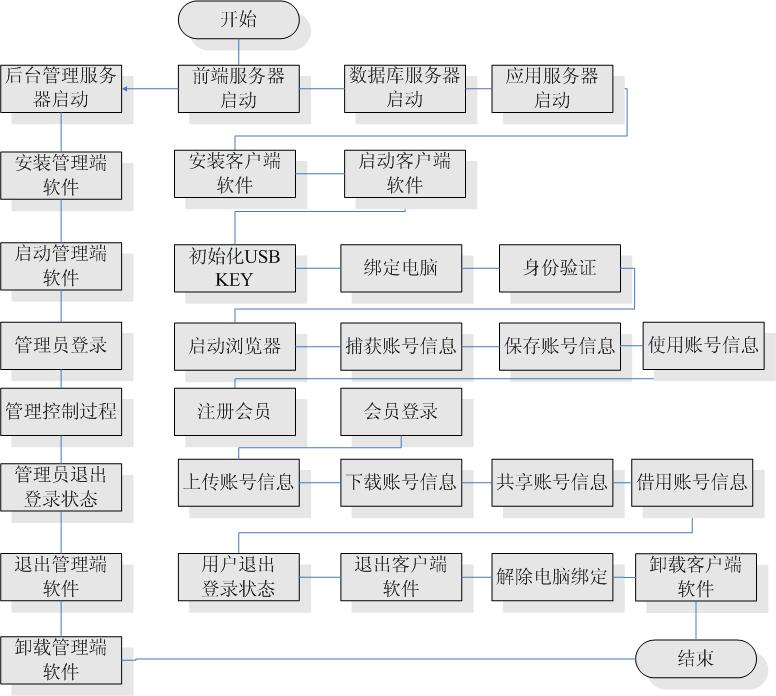 开始
后台管理服务
器启动
前端服务器
启动
数据库服务器
启动
应用服务器
启动
安装管理端
软件
安装客户端
软件
启动客户端
软件
启动管理端
软件
初始化USB
KEY
绑定电脑
身份验证
管理员登录
启动浏览器
捕获账号信息
保存账号信息
使用账号信息
管理控制过程
注册会员
会员登录
管理员退出
登录状态
上传账号信息
下载账号信息
共享账号信息
借用账号信息
退出管理端
软件
用户退出
登录状态
退出客户端
软件
解除电脑绑定
卸载客户端
软件
卸载管理端
软件
结束